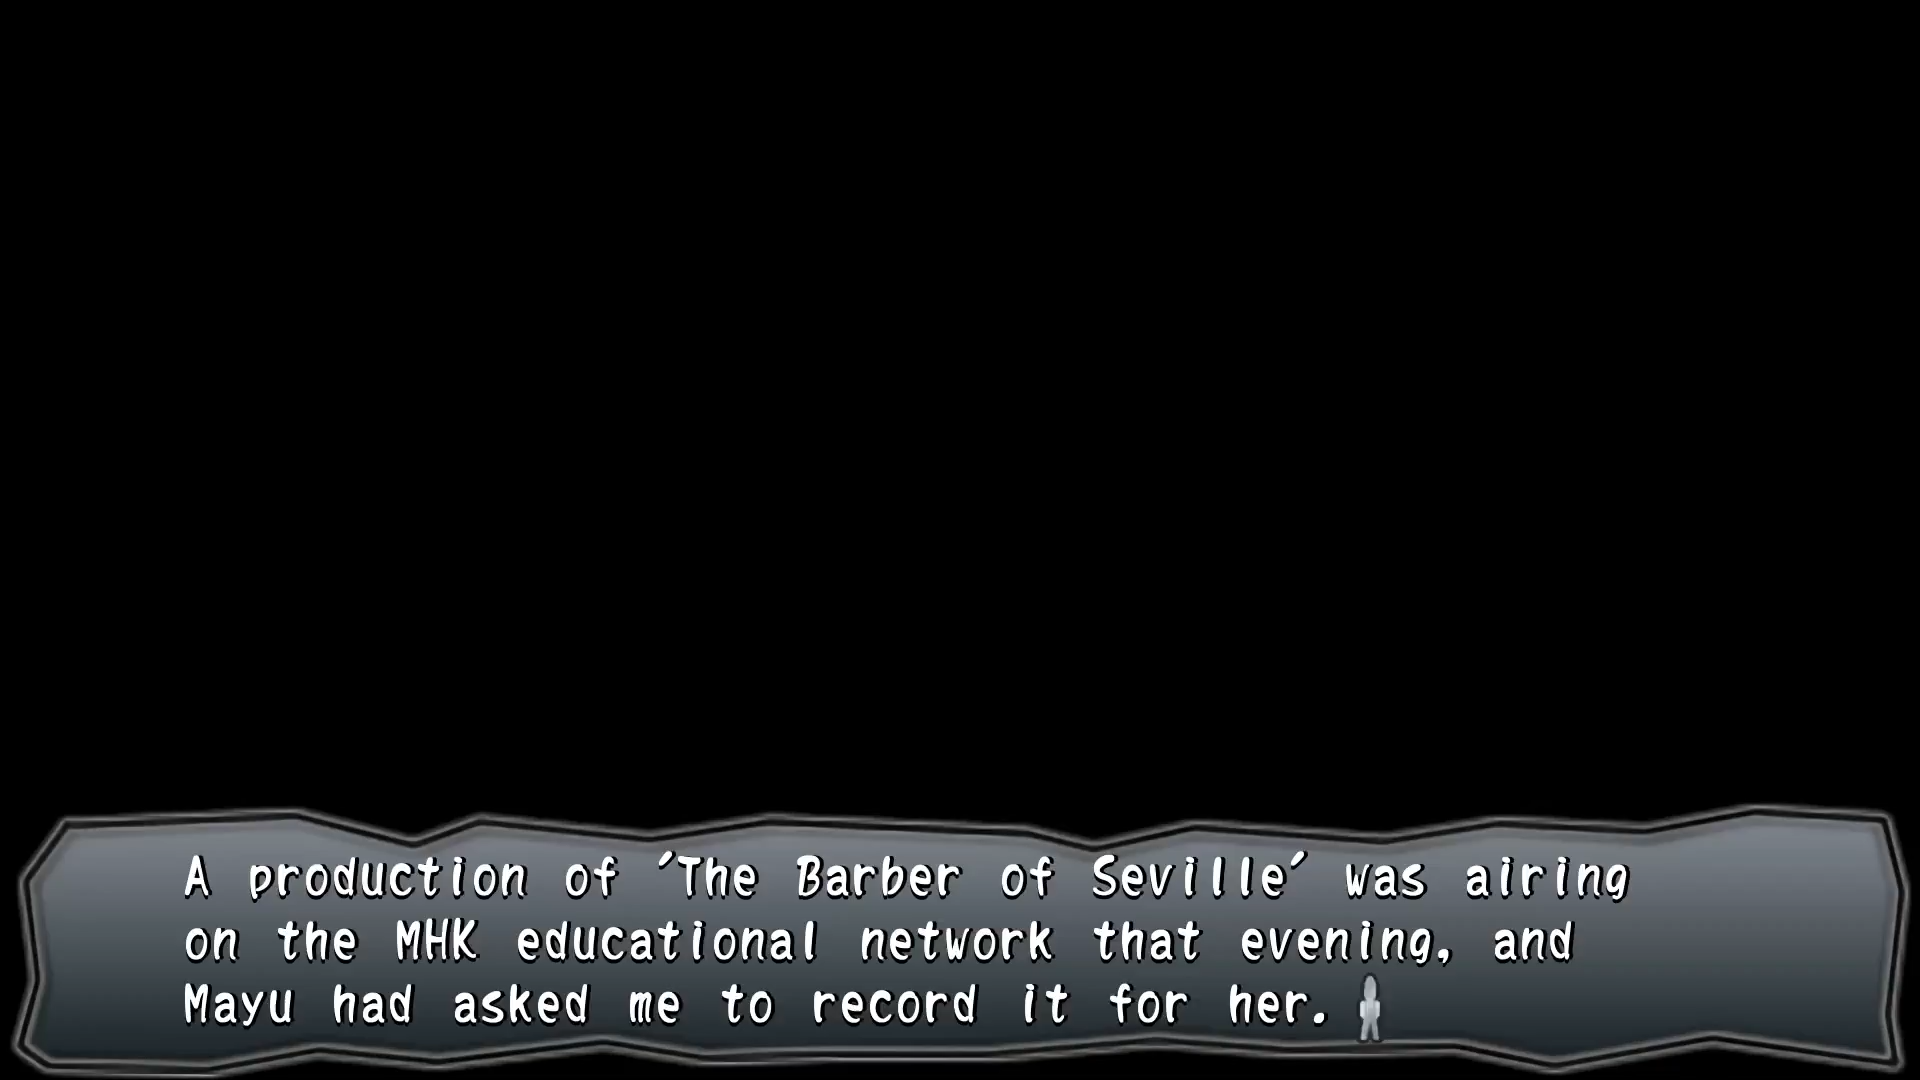 A production of 'The Barber of Seville' was airing
on the MHK educational network that evening, and
Mayu had asked me to record it for her.